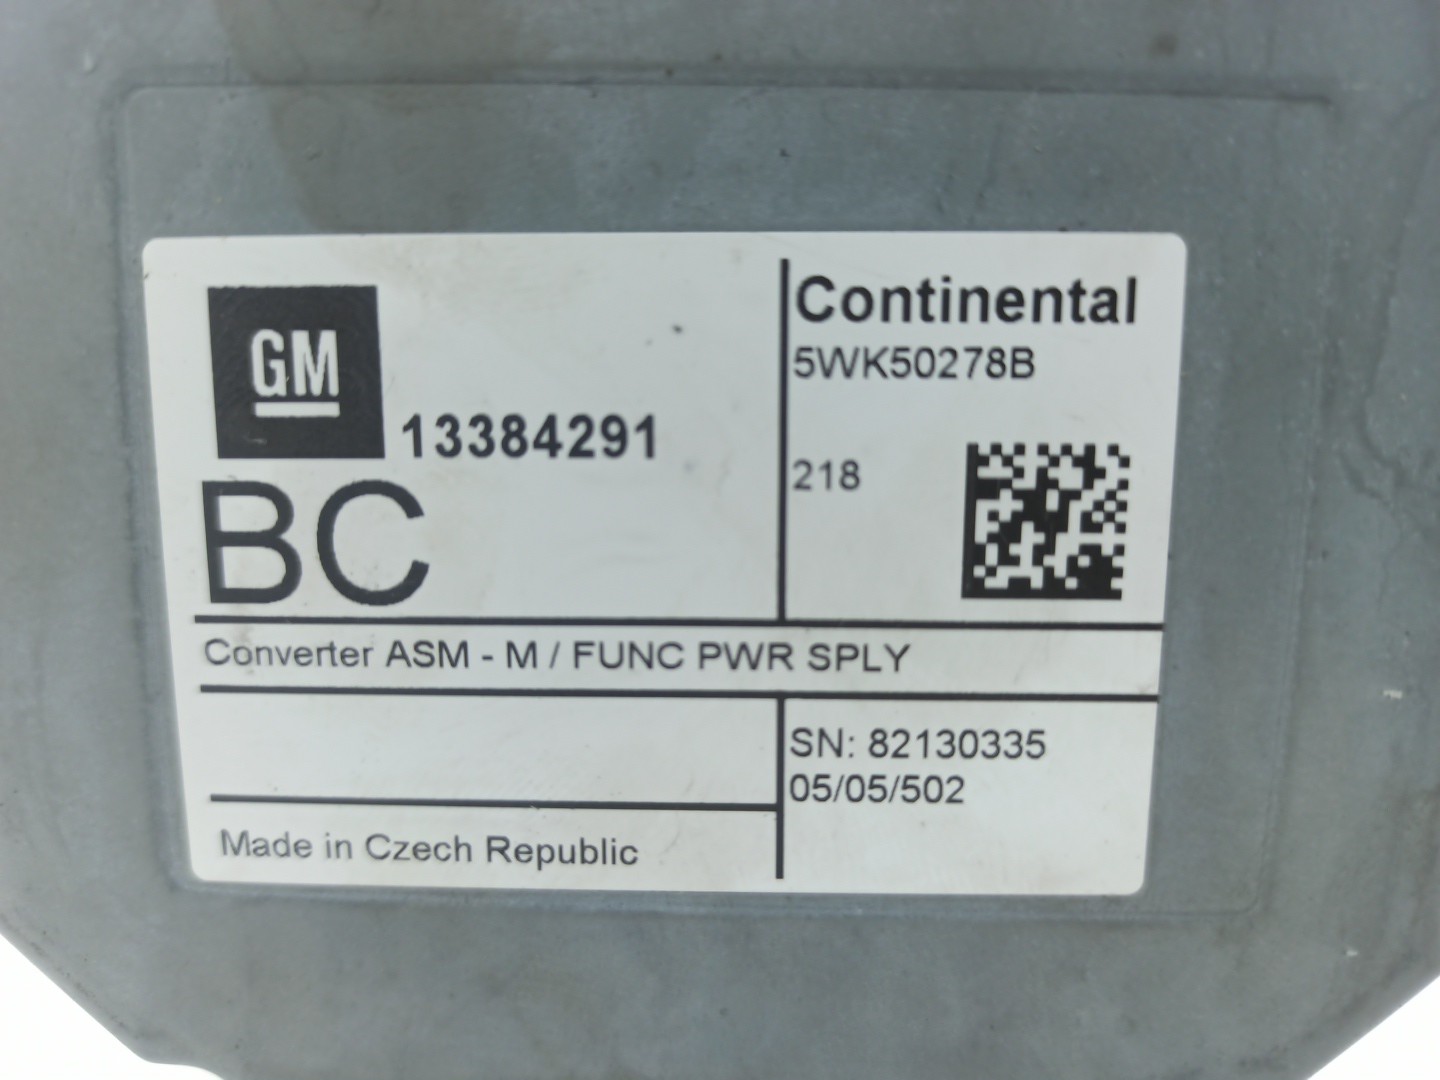 GM
13384291
BC
Continental
5WK50278B
218
Converter ASM - M / FUNC PWR SPLY
SN: 82130335
05/05/502
Made in Czech Republic